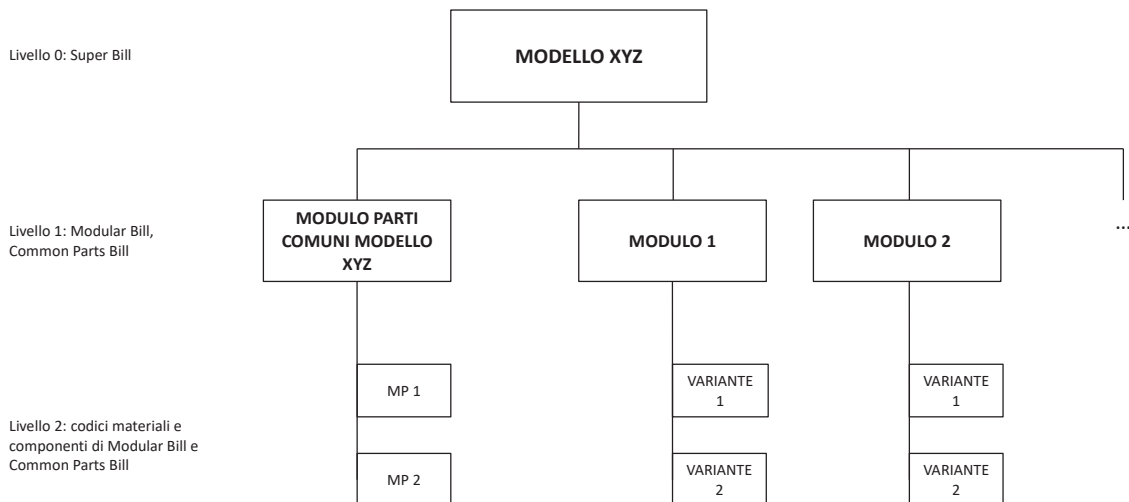 Livello 0: Super Bill
MODELLO XYZ
Livello 1: Modular Bill,
Common Parts Bill
MODULO PARTI
COMUNI MODELLO
XYZ
MODULO 1
MODULO 2
...
MP 1
VARIANTE
1
VARIANTE
1
Livello 2: codici materiali e
componenti di Modular Bill e
Common Parts Bill
MP 2
VARIANTE
2
VARIANTE
2